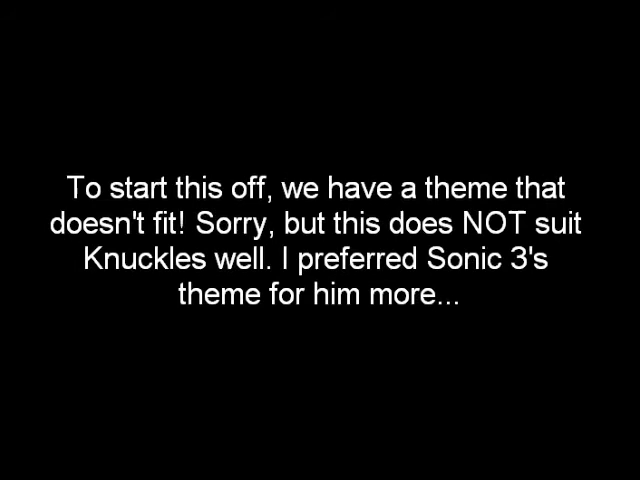 To start this off, we have a theme that
doesn't fit! Sorry, but this does NOT suit
Knuckles well. I preferred Sonic 3's
theme for him more...